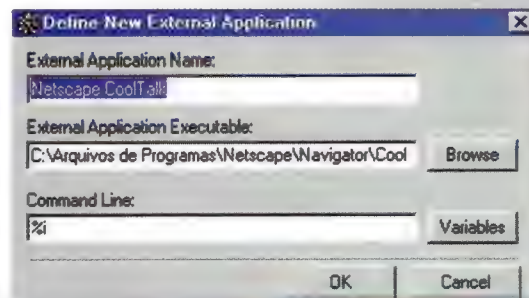 Define New External Application
External Application Name:
Netscape CoolTalk
External Application Executable:
C:\Arquivos de Programas\Netscape\Navigator\Cool
Browse
Command Line:
%i
Variables
OK
Cancel